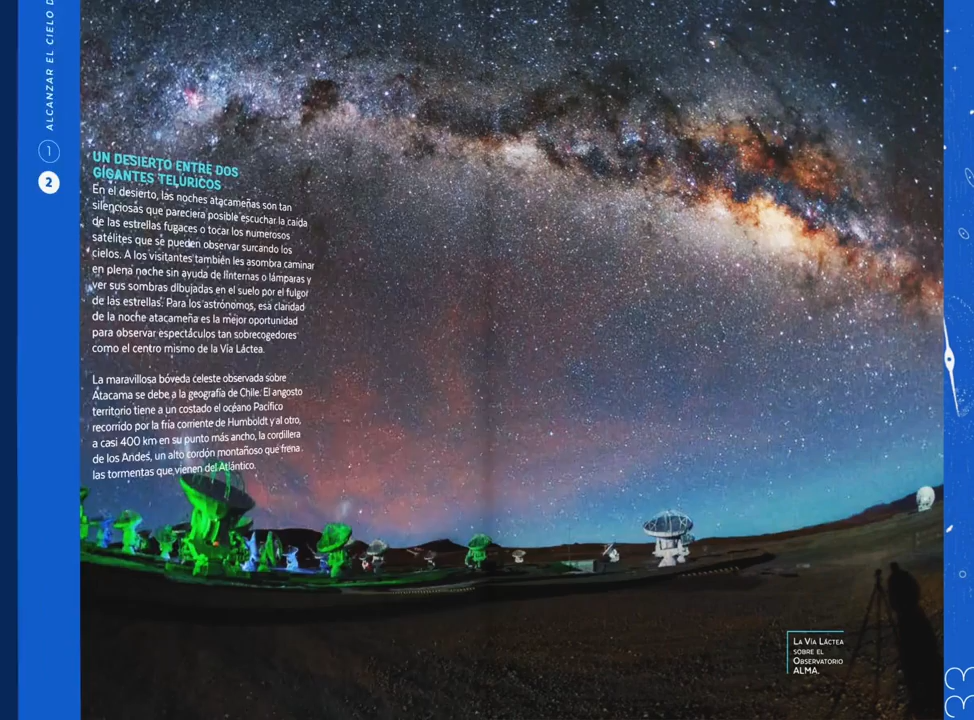 ALCANZAR EL CIELO D
1
2
UN DESIERTO ENTRE DOS
GIGANTES TELÚRICOS
En el desierto, las noches atacameñas son tan
silenciosas que pareciera posible escuchar la caída
de las estrellas fugaces o tocar los numerosos
satélites que se pueden observar surcando los
cielos. A los visitantes también les asombra caminar
en plena noche sin ayuda de linternas o lámparas y
ver sus sombras dibujadas en el suelo por el fulgor
de las estrellas. Para los astrónomos, esa claridad
de la noche atacameña es la mejor oportunidad
para observar espectáculos tan sobrecogedores
como el centro mismo de la Vía Láctea.
La maravillosa bóveda celeste observada sobre
Atacama se debe a la geografía de Chile. El angosto
territorio tiene a un costado el océano Pacífico
recorrido por la fría corriente de Humboldt y al otro,
a casi 400 km en su punto más ancho, la cordillera
de los Andes, un alto cordón montañoso que frena
las tormentas que vienen del Atlántico.
LA VÍA LÁCTEA
SOBRE EL
OBSERVATORIO
ALMA.
33